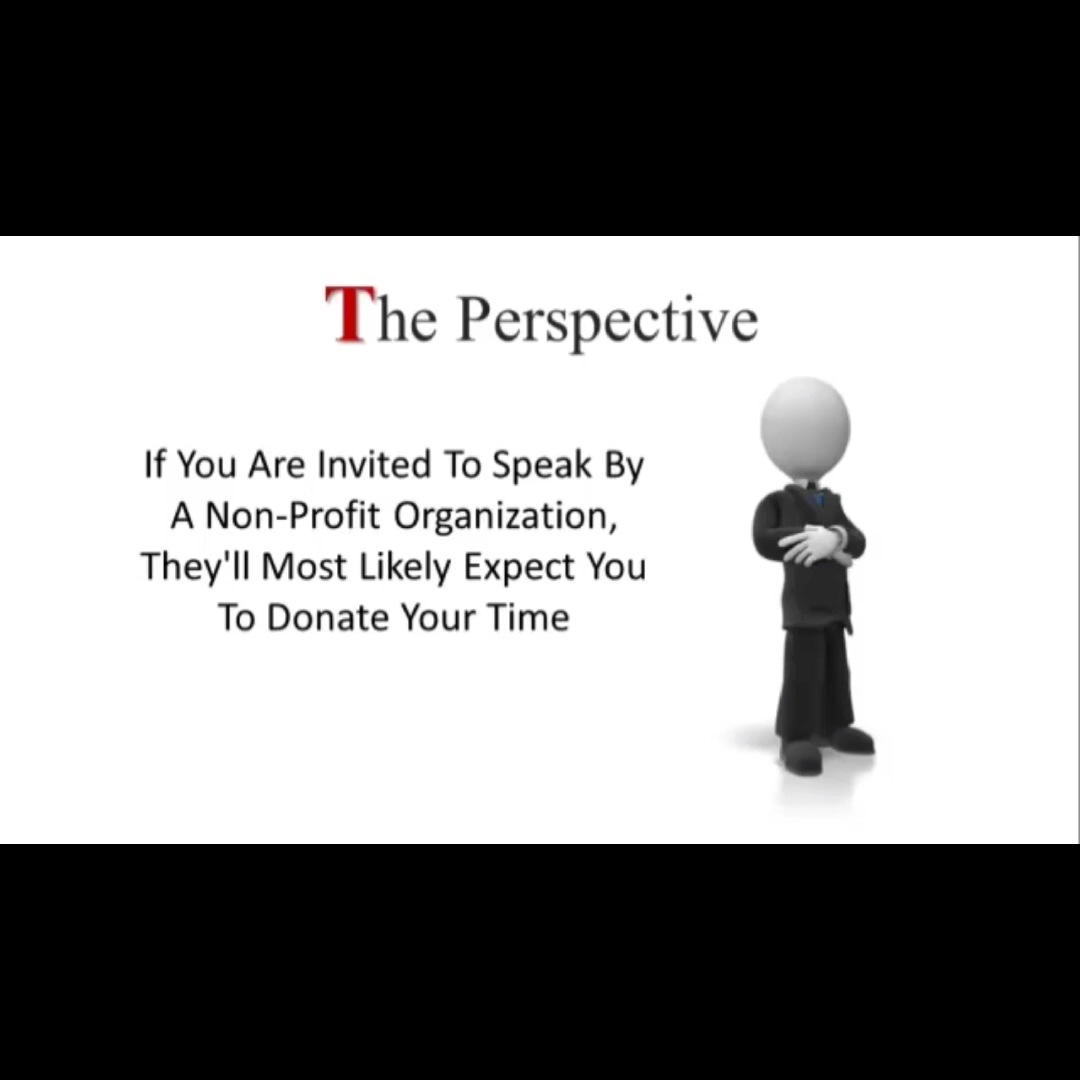 The Perspective
If You Are Invited To Speak By
A Non-Profit Organization,
They'll Most Likely Expect You
To Donate Your Time